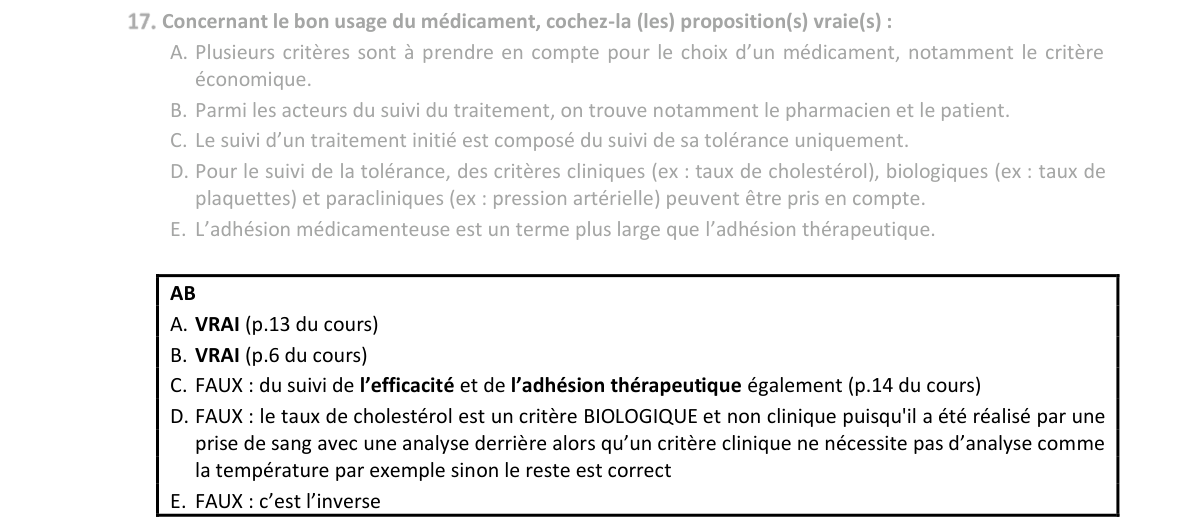 17. Concernant le bon usage du médicament, cochez-la (les) proposition(s) vraie(s) :
A. Plusieurs critères sont à prendre en compte pour le choix d’un médicament, notamment le critère
économique.
B. Parmi les acteurs du suivi du traitement, on trouve notamment le pharmacien et le patient.
C. Le suivi d’un traitement initié est composé du suivi de sa tolérance uniquement.
D. Pour le suivi de la tolérance, des critères cliniques (ex : taux de cholestérol), biologiques (ex : taux de
plaquettes) et paracliniques (ex : pression artérielle) peuvent être pris en compte.
E. L’adhésion médicamenteuse est un terme plus large que l’adhésion thérapeutique.
AB
A. VRAI (p.13 du cours)
B. VRAI (p.6 du cours)
C. FAUX : du suivi de l’efficacité et de l’adhésion thérapeutique également (p.14 du cours)
D. FAUX : le taux de cholestérol est un critère BIOLOGIQUE et non clinique puisqu'il a été réalisé par une
prise de sang avec une analyse derrière alors qu’un critère clinique ne nécessite pas d’analyse comme
la température par exemple sinon le reste est correct
E. FAUX : c’est l’inverse